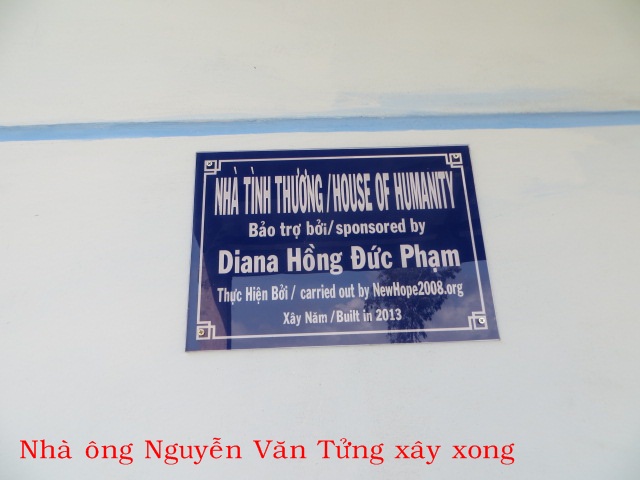 NHÀ TÌNH THƯƠNG / HOUSE OF HUMANITY
Bảo trợ bởi / sponsored by
Diana Hồng Đức Phạm
Thực Hiện Bởi / carried out by NewHope2008.org
Xây Năm / Built in 2013
Nhà ông Nguyễn Văn Tửng xây xong